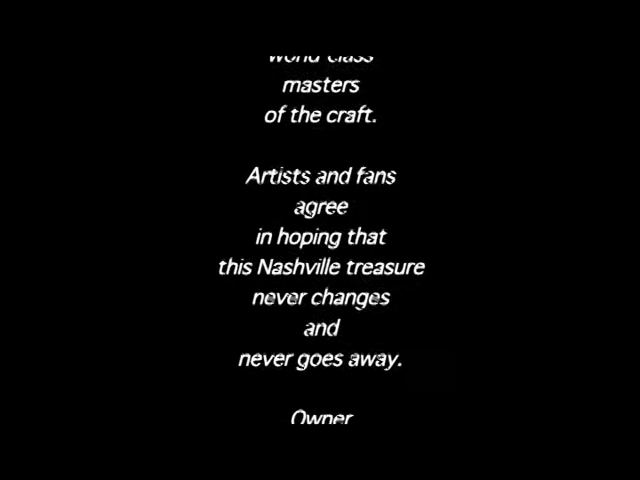 world class
masters
of the craft.
Artists and fans
agree
in hoping that
this Nashville treasure
never changes
and
never goes away.
Owner